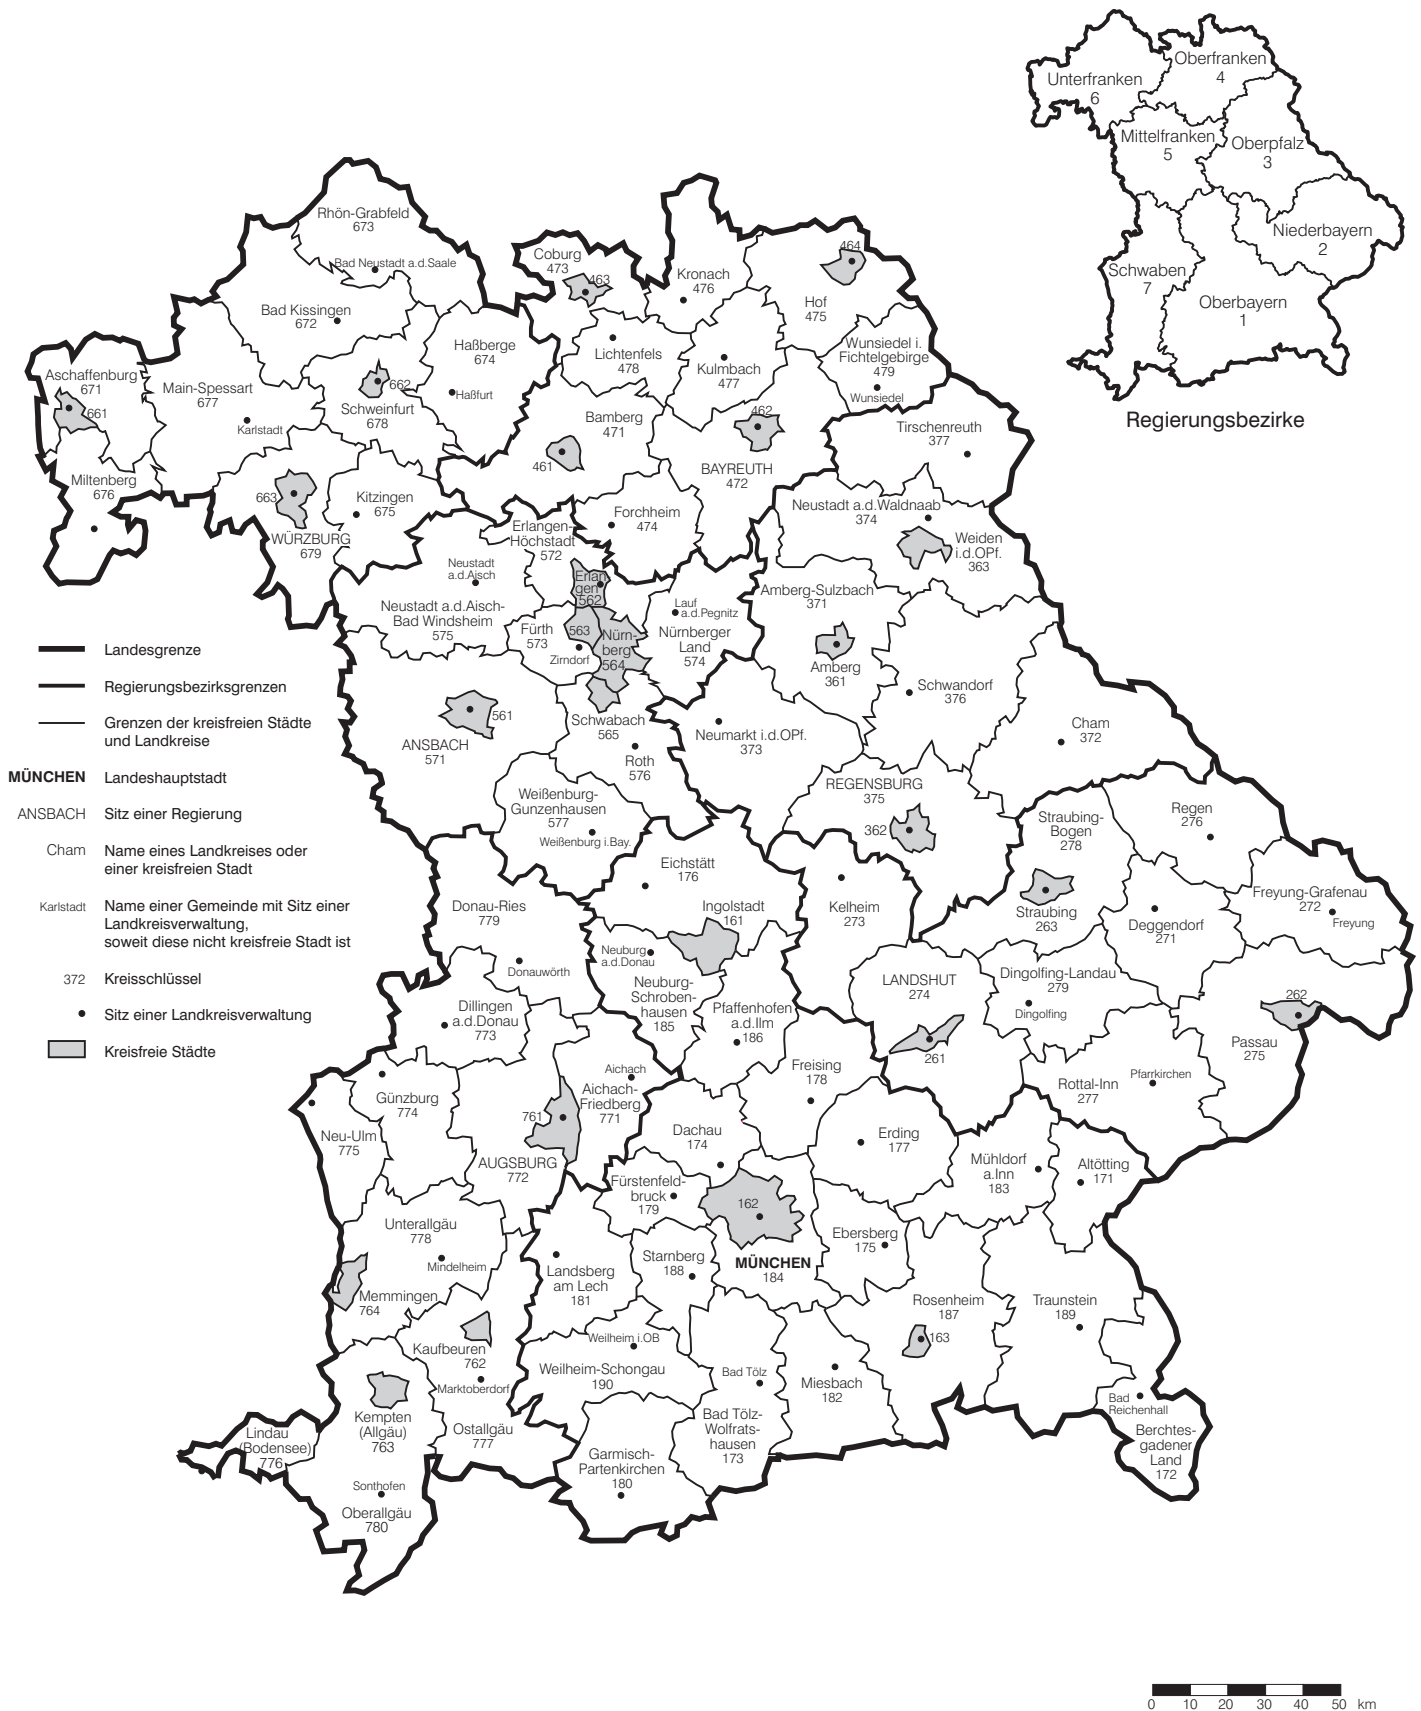 Unterfranken
6
Oberfranken
4
Mittelfranken
5
Oberpfalz
3
Niederbayern
2
Schwaben
7
Oberbayern
1
Regierungsbezirke
Rhön-Grabfeld
673
Bad Neustadt a.d.Saale
Bad Kissingen
672
Coburg
473
463
Kronach
476
464
Hof
475
Haßberge
674
Haßfurt
Lichtenfels
478
Kulmbach
477
Wunsiedel i.
Fichtelgebirge
479
Wunsiedel
Aschaffenburg
671
661
Main-Spessart
677
Karlstadt
662
Schweinfurt
678
Bamberg
471
461
462
BAYREUTH
472
Tirschenreuth
377
Miltenberg
676
663
WÜRZBURG
679
Kitzingen
675
Forchheim
474
Erlangen-
Höchstadt
572
Neustadt a.d.Waldnaab
374
Weiden
i.d.OPf.
363
Neustadt
a.d.Aisch
Neustadt a.d.Aisch-
Bad Windsheim
575
Erlan-
gen
562
Fürth
573
563
Zirndorf
Nürn-
berg
564
Lauf
a.d.Pegnitz
Nürnberger
Land
574
Amberg-Sulzbach
371
Amberg
361
Schwandorf
376
Cham
372
561
ANSBACH
571
Schwabach
565
Roth
576
Neumarkt i.d.OPf.
373
Weißenburg-
Gunzenhausen
577
Weißenburg i.Bay.
REGENSBURG
375
362
Straubing-
Bogen
278
Regen
276
Landesgrenze
Regierungsbezirksgrenzen
Grenzen der kreisfreien Städte
und Landkreise
MÜNCHEN
Landeshauptstadt
ANSBACH
Sitz einer Regierung
Cham
Name eines Landkreises oder
einer kreisfreien Stadt
Karlstadt
Name einer Gemeinde mit Sitz einer
Landkreisverwaltung,
soweit diese nicht kreisfreie Stadt ist
372
Kreisschlüssel
Sitz einer Landkreisverwaltung
Kreisfreie Städte
Eichstätt
176
Ingolstadt
161
Kelheim
273
Straubing
263
Deggendorf
271
Freyung-Grafenau
272
Freyung
Donau-Ries
779
Donauwörth
Neuburg
a.d.Donau
Neuburg-
Schroben-
hausen
185
Pfaffenhofen
a.d.Ilm
186
LANDSHUT
274
261
Dingolfing-Landau
279
Dingolfing
262
Passau
275
Rottal-Inn
277
Pfarrkirchen
Dillingen
a.d.Donau
773
Günzburg
774
Neu-Ulm
775
761
AUGSBURG
772
Aichach
Aichach-
Friedberg
771
Freising
178
Dachau
174
Erding
177
Mühldorf
a.Inn
183
Altötting
171
Fürstenfeld-
bruck
179
162
MÜNCHEN
184
Ebersberg
175
Unterallgäu
778
Mindelheim
Memmingen
764
Landsberg
am Lech
181
Starnberg
188
Rosenheim
187
163
Traunstein
189
Kaufbeuren
762
Marktoberdorf
Weilheim i.OB
Weilheim-Schongau
190
Bad Tölz
Bad Tölz-
Wolfrats-
hausen
173
Miesbach
182
Bad
Reichenhall
Berchtes-
gadener
Land
172
Kempten
(Allgäu)
763
Lindau
(Bodensee)
776
Ostallgäu
777
Garmisch-
Partenkirchen
180
Sonthofen
Oberallgäu
780
0 10 20 30 40 50 km